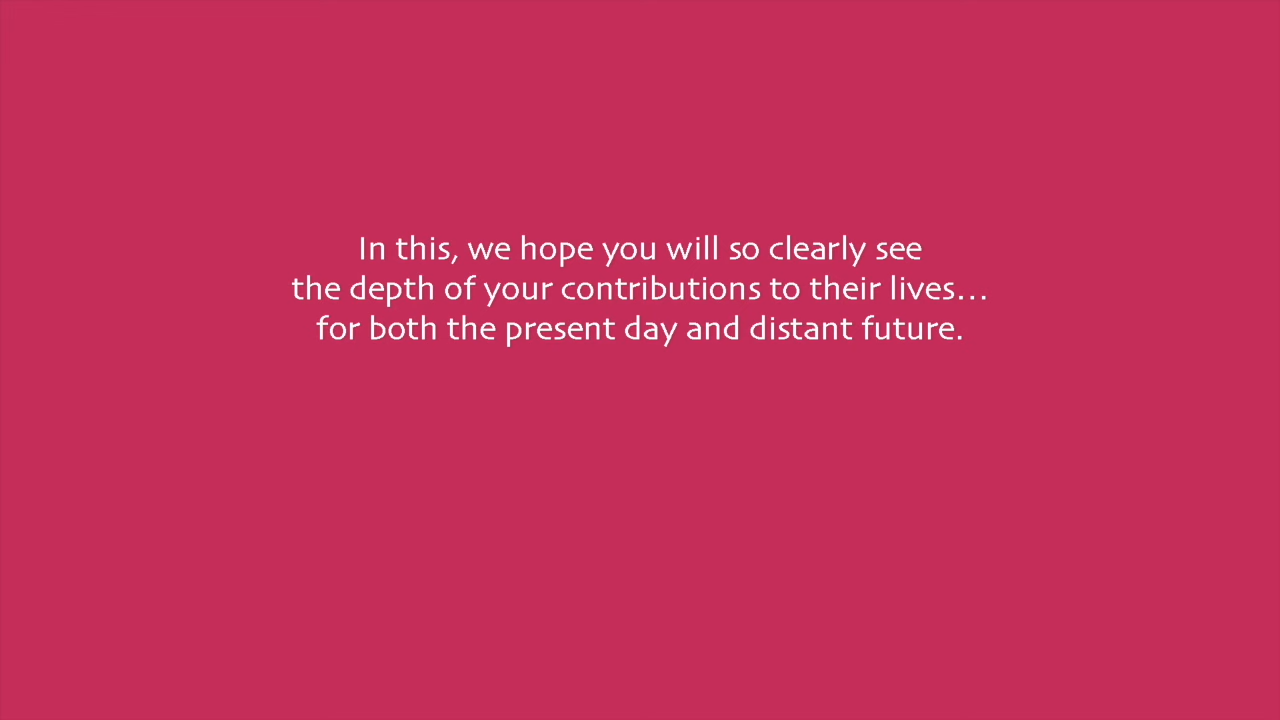 In this, we hope you will so clearly see
the depth of your contributions to their lives…
for both the present day and distant future.